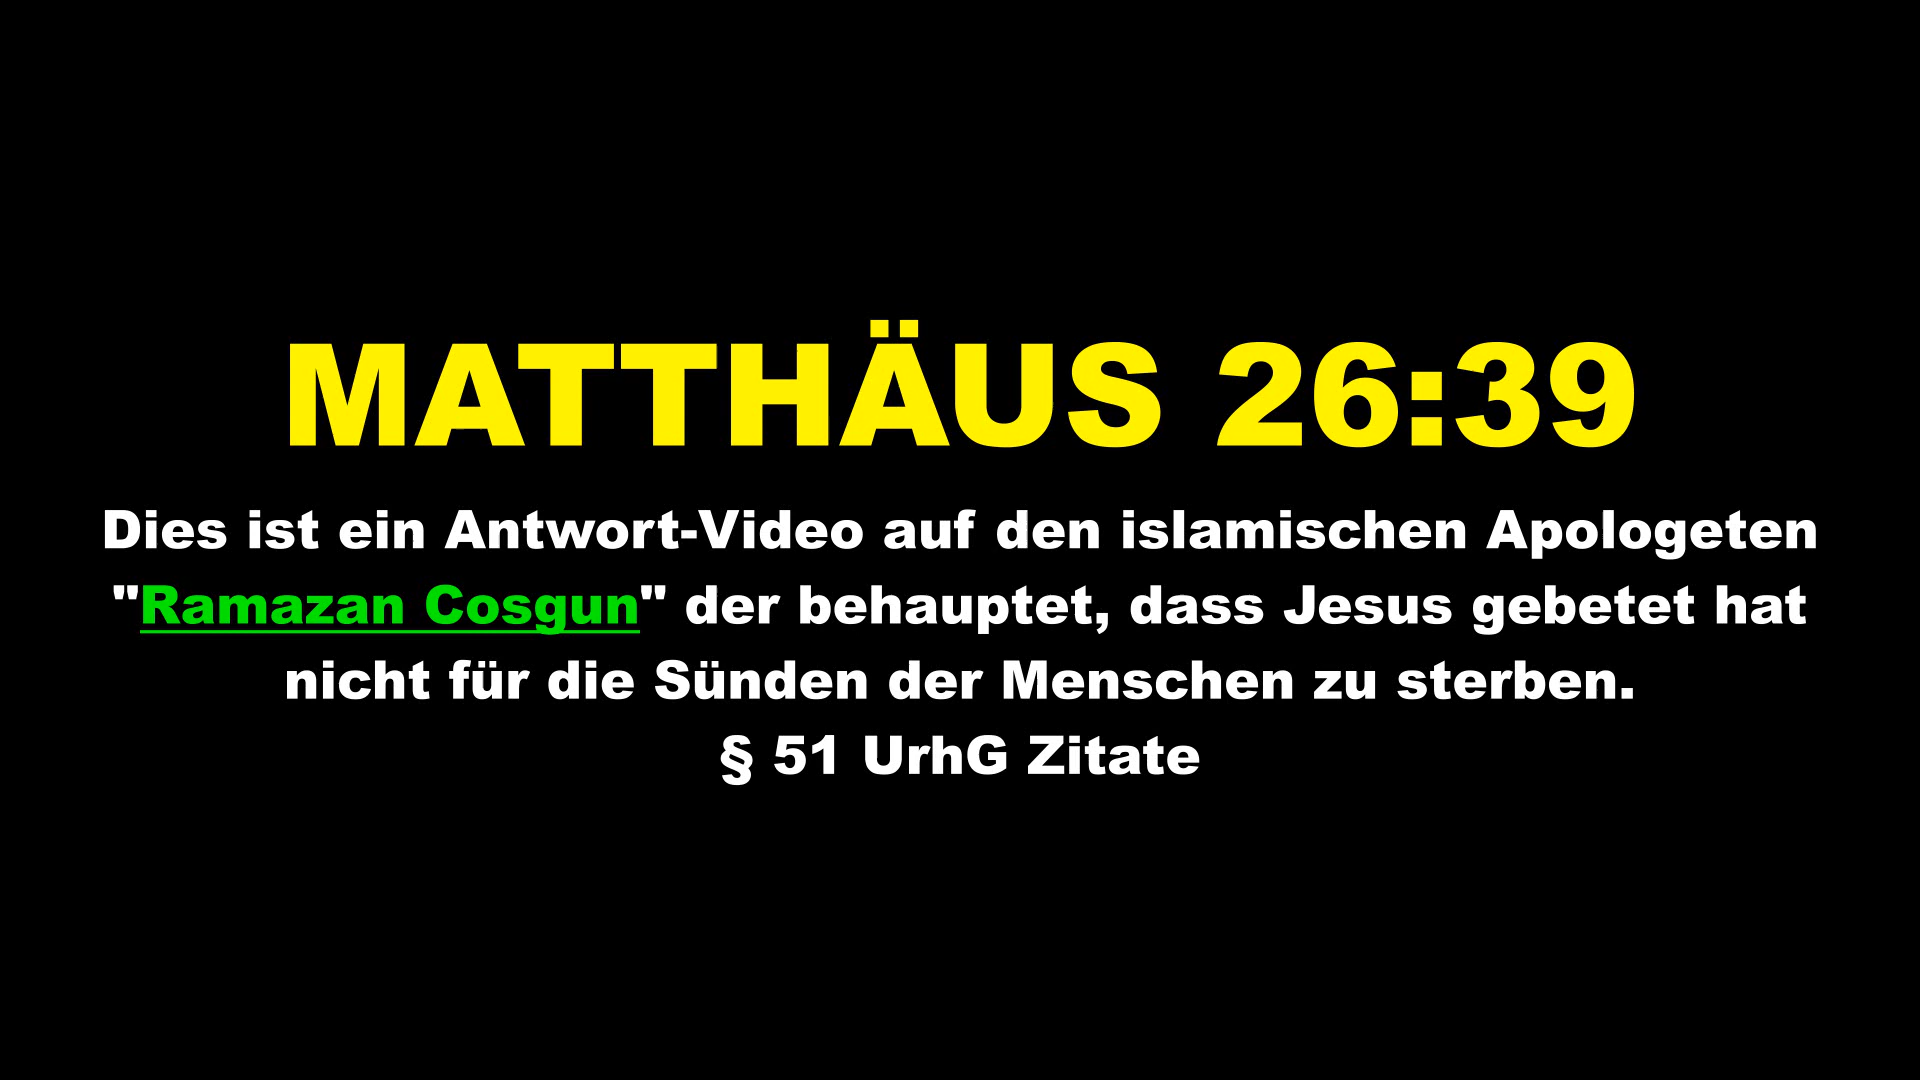 MATTHÄUS 26:39
Dies ist ein Antwort-Video auf den islamischen Apologeten
"Ramazan Cosgun" der behauptet, dass Jesus gebetet hat
nicht für die Sünden der Menschen zu sterben.
§ 51 UrhG Zitate